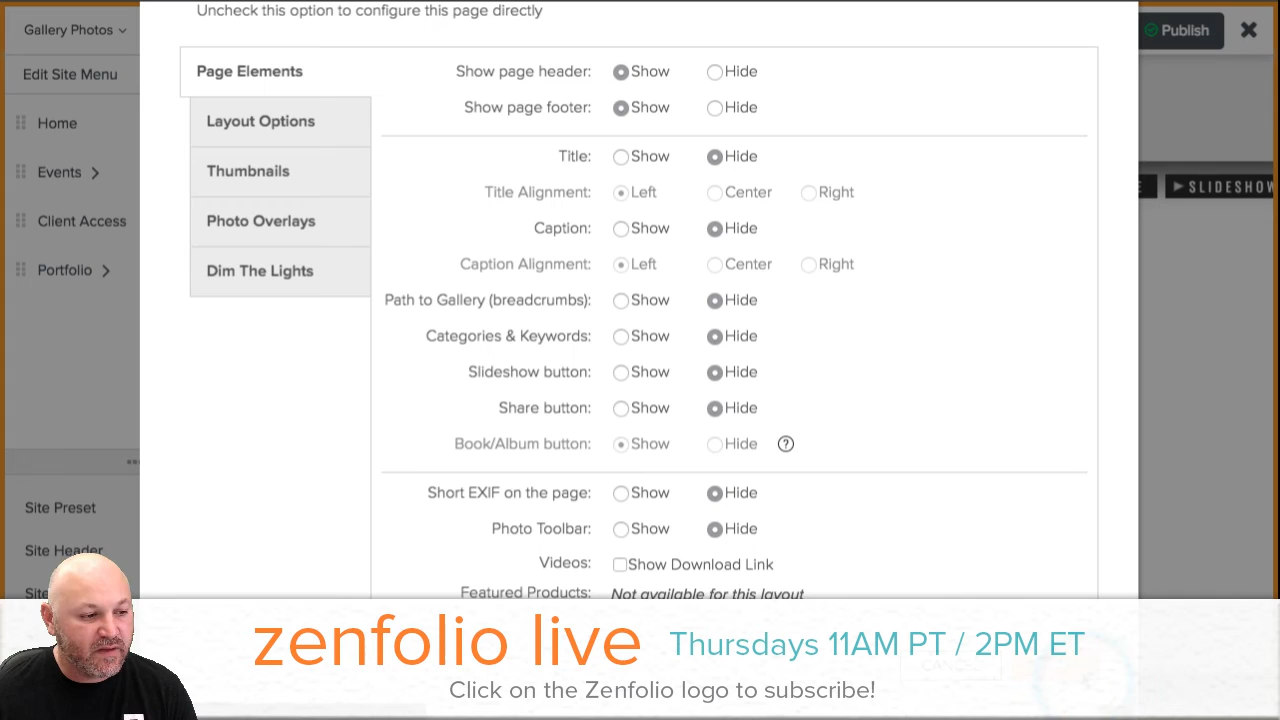 Uncheck this option to configure this page directly
Gallery Photos
Publish
Edit Site Menu
Home
Events
Client Access
Portfolio
Site Preset
Site Header
Page Elements
Layout Options
Thumbnails
Photo Overlays
Dim The Lights
Show page header: Show Hide
Show page footer: Show Hide
Title: Show Hide
Title Alignment: Left Center Right
Caption: Show Hide
Caption Alignment: Left Center Right
Path to Gallery (breadcrumbs): Show Hide
Categories & Keywords: Show Hide
Slideshow button: Show Hide
Share button: Show Hide
Book/Album button: Show Hide ?
Short EXIF on the page: Show Hide
Photo Toolbar: Show Hide
Videos: Show Download Link
Featured Products: Not available for this layout
SLIDESHOW
zenfolio live Thursdays 11AM PT / 2PM ET
Click on the Zenfolio logo to subscribe!